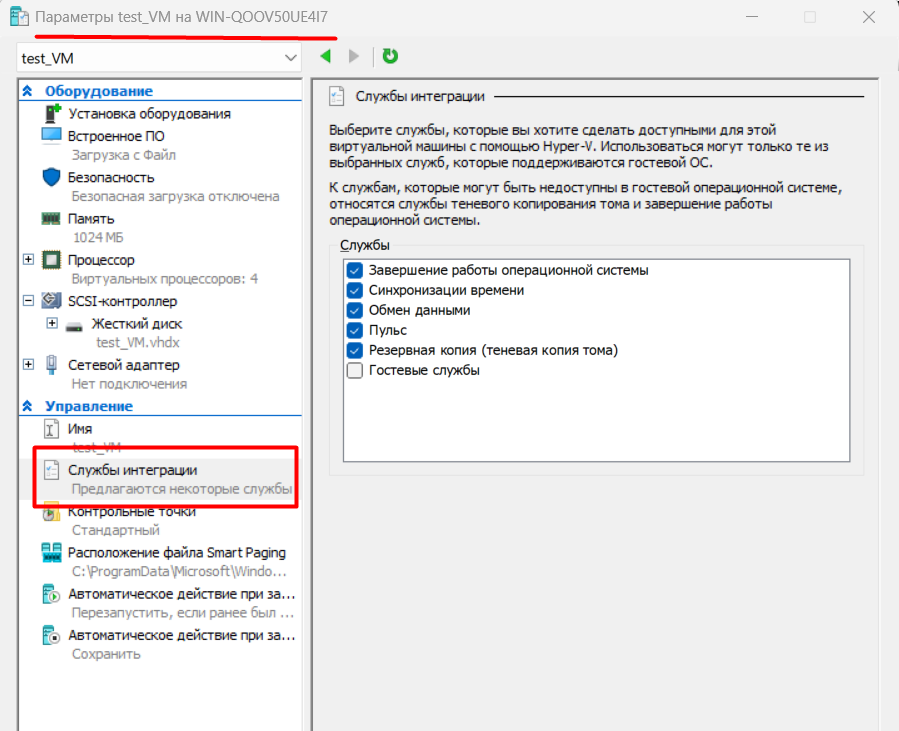 Параметры test_VM на WIN-QOOV50UE4I7
test_VM
Оборудование
Установка оборудования
Встроенное ПО
Загрузка с Файл
Безопасность
Безопасная загрузка отключена
Память
1024 МБ
Процессор
Виртуальных процессоров: 4
SCSI-контроллер
Жесткий диск
test_VM.vhdx
Сетевой адаптер
Нет подключения
Управление
Имя
test_VM
Службы интеграции
Предлагаются некоторые службы
Контрольные точки
Стандартный
Расположение файла Smart Paging
C:\ProgramData\Microsoft\Windo...
Автоматическое действие при за...
Перезапустить, если ранее был ...
Автоматическое действие при за...
Сохранить
Службы интеграции
Выберите службы, которые вы хотите сделать доступными для этой
виртуальной машины с помощью Hyper-V. Использоваться могут только те из
выбранных служб, которые поддерживаются гостевой ОС.
К службам, которые могут быть недоступны в гостевой операционной системе,
относятся службы теневого копирования тома и завершение работы
операционной системы.
Службы
Завершение работы операционной системы
Синхронизации времени
Обмен данными
Пульс
Резервная копия (теневая копия тома)
Гостевые службы